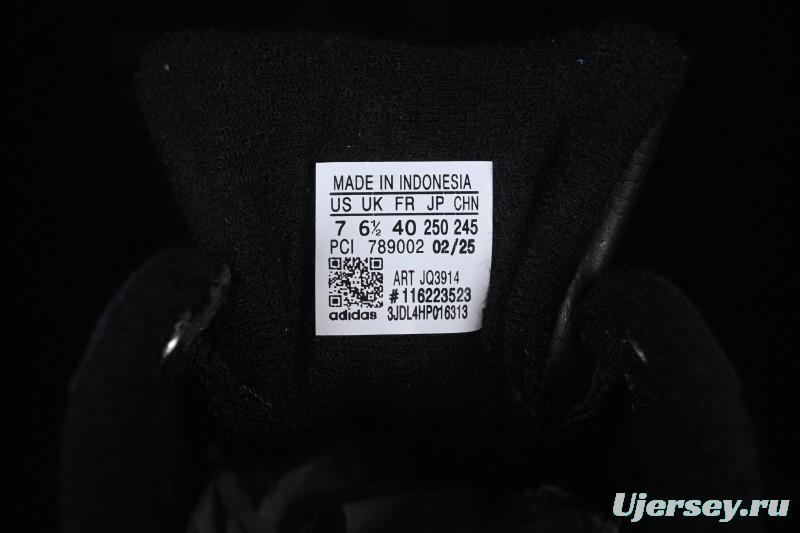 MADE IN INDONESIA
US UK FR JP CHN
7 6½ 40 250 245
PCI 789002 02/25
ART JQ3914
#116223523
adidas 3JDL4HP016313
Ujersey.ru